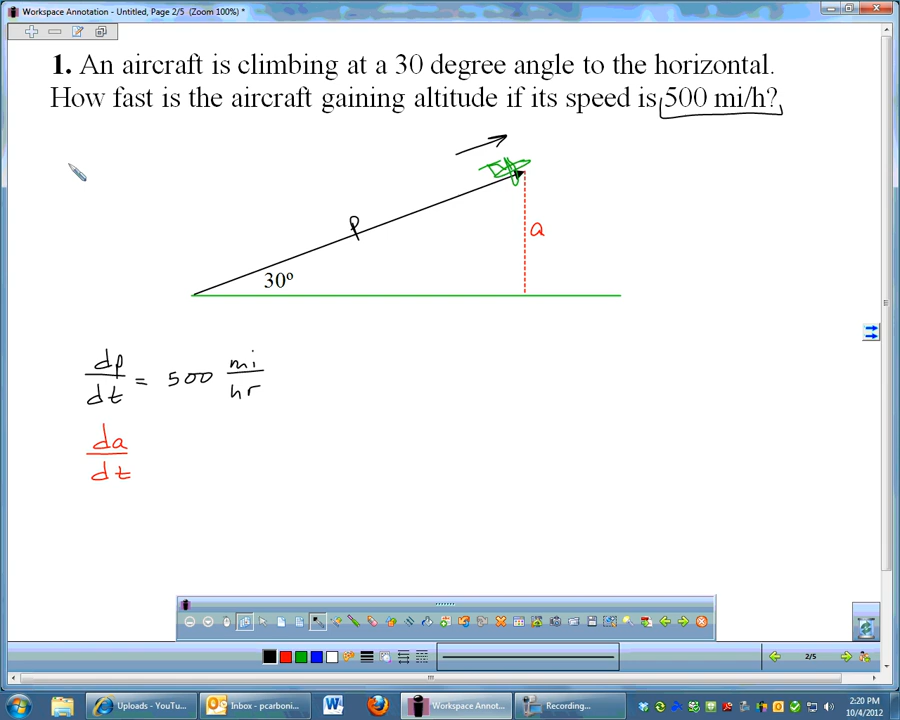 Workspace Annotation - Untitled, Page 2/5 (Zoom 100%) *
1. An aircraft is climbing at a 30 degree angle to the horizontal.
How fast is the aircraft gaining altitude if its speed is 500 mi/h?
p
a
30º
dp/dt = 500 mi/hr
da/dt
2/5
Uploads - YouTu...
Inbox - pcarboni...
Workspace Annot...
Recording...
2:20 PM
10/4/2012